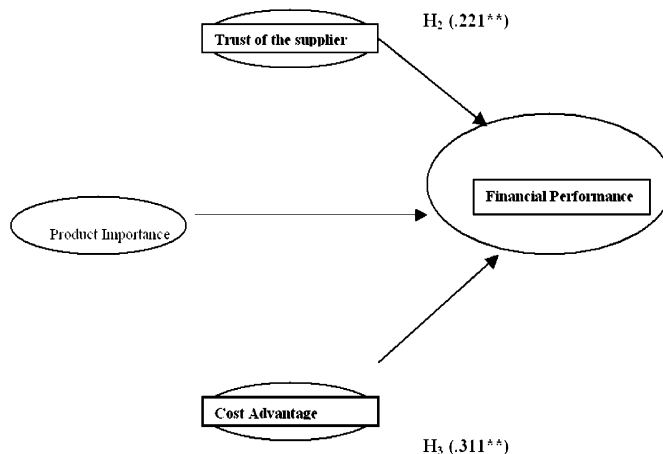 H₂ (.221**)
Trust of the supplier
Financial Performance
Product Importance
Cost Advantage
H₃ (.311**)